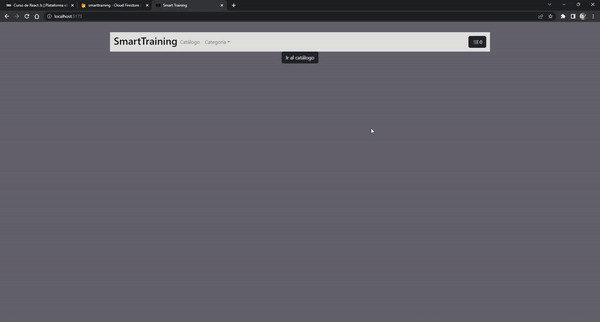 Curso de React Js | Plataforma d
smarttraining - Cloud Firestore
Smart Training
localhost:5173
SmartTraining Catálogo Categoría
0
Ir al catálogo